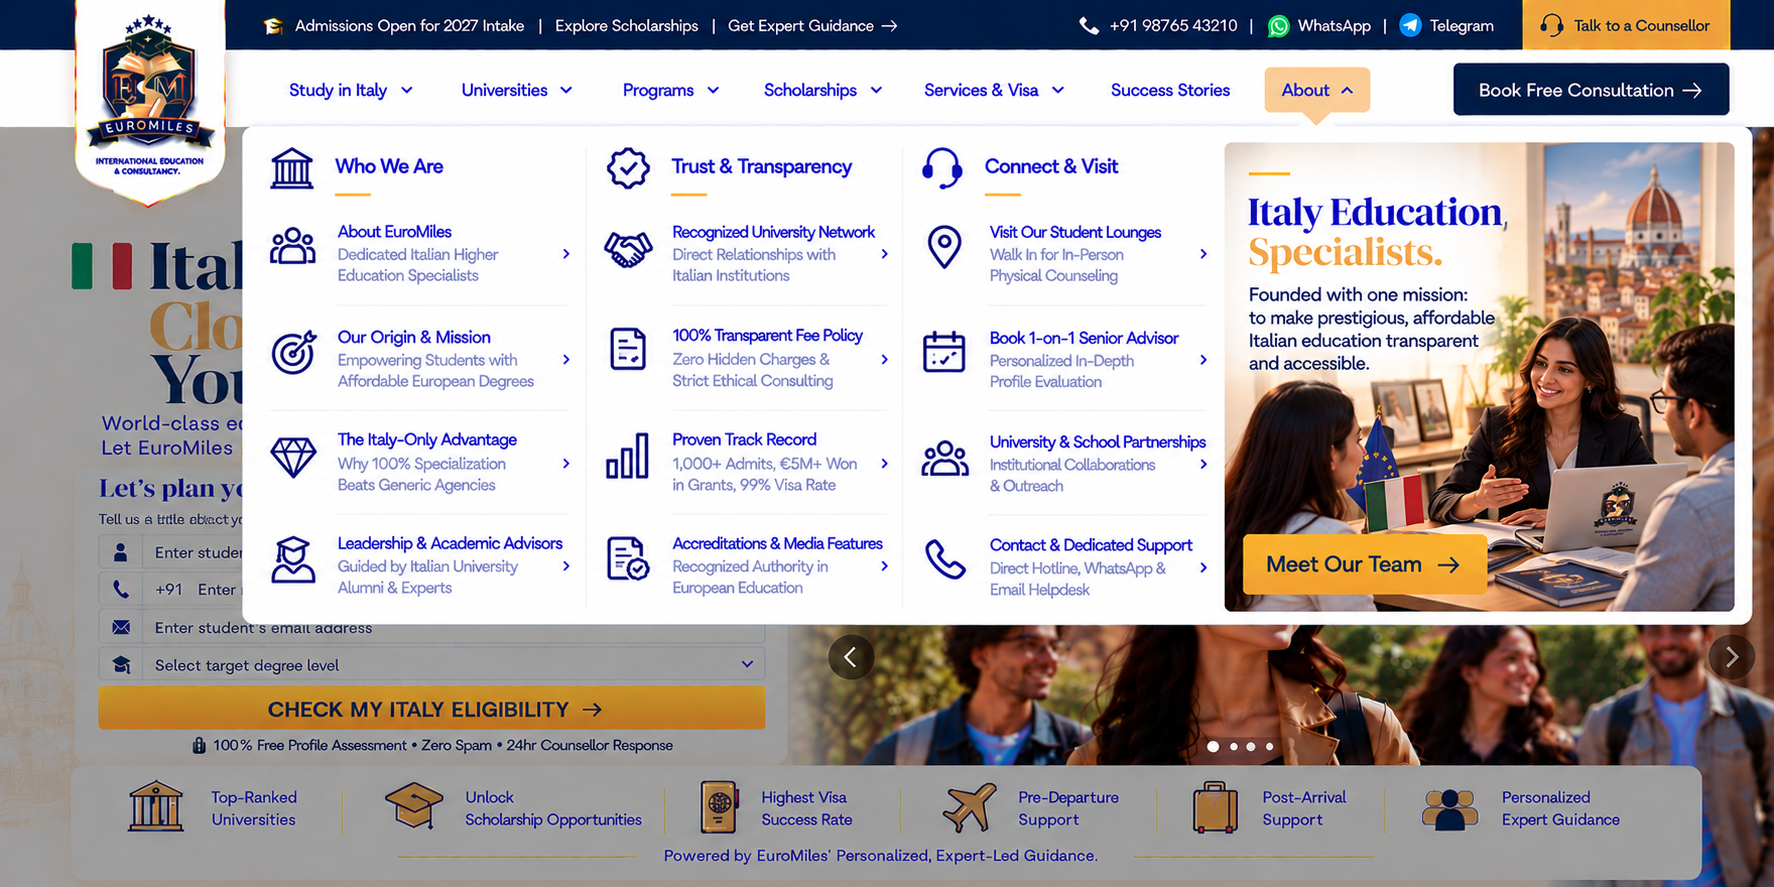 Admissions Open for 2027 Intake | Explore Scholarships | Get Expert Guidance →
+91 98765 43210 | WhatsApp | Telegram
Talk to a Counsellor
EM
EUROMILES
INTERNATIONAL EDUCATION
& CONSULTANCY.
Study in Italy
Universities
Programs
Scholarships
Services & Visa
Success Stories
About
Book Free Consultation →
Who We Are
About EuroMiles
Dedicated Italian Higher
Education Specialists
Our Origin & Mission
Empowering Students with
Affordable European Degrees
The Italy-Only Advantage
Why 100% Specialization
Beats Generic Agencies
Leadership & Academic Advisors
Guided by Italian University
Alumni & Experts
Trust & Transparency
Recognized University Network
Direct Relationships with
Italian Institutions
100% Transparent Fee Policy
Zero Hidden Charges &
Strict Ethical Consulting
Proven Track Record
1,000+ Admits, €5M+ Won
in Grants, 99% Visa Rate
Accreditations & Media Features
Recognized Authority in
European Education
Connect & Visit
Visit Our Student Lounges
Walk In for In-Person
Physical Counseling
Book 1-on-1 Senior Advisor
Personalized In-Depth
Profile Evaluation
University & School Partnerships
Institutional Collaborations
& Outreach
Contact & Dedicated Support
Direct Hotline, WhatsApp &
Email Helpdesk
Italy Education,
Specialists.
Founded with one mission:
to make prestigious, affordable
Italian education transparent
and accessible.
Meet Our Team →
Ital
Clo
You
World-class e
Let EuroMiles
Let's plan y
Tell us a
Enter studen
+91 Enter
Enter student's email address
Select target degree level
CHECK MY ITALY ELIGIBILITY →
100% Free Profile Assessment • Zero Spam • 24hr Counsellor Response
Top-Ranked
Universities
Unlock
Scholarship Opportunities
Highest Visa
Success Rate
Pre-Departure
Support
Post-Arrival
Support
Personalized
Expert Guidance
Powered by EuroMiles' Personalized, Expert-Led Guidance.